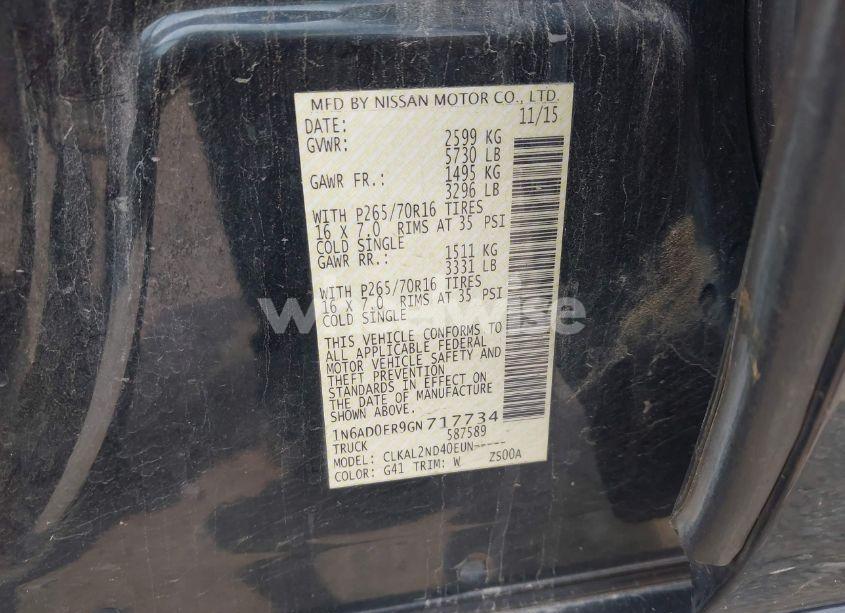 MFD BY NISSAN MOTOR CO., LTD.
DATE: 11/15
GVWR: 2599 KG
5730 LB
GAWR FR.: 1495 KG
3296 LB
WITH P265/70R16 TIRES
16 X 7.0 RIMS AT 35 PSI
COLD SINGLE
GAWR RR.: 1511 KG
3331 LB
WITH P265/70R16 TIRES
16 X 7.0 RIMS AT 35 PSI
COLD SINGLE
THIS VEHICLE CONFORMS TO
ALL APPLICABLE FEDERAL
MOTOR VEHICLE SAFETY AND
THEFT PREVENTION
STANDARDS IN EFFECT ON
THE DATE OF MANUFACTURE
SHOWN ABOVE.
1N6AD0ER9GN717734
TRUCK 587589
MODEL: CLKAL2ND40EUN-----
COLOR: G41 TRIM: W ZS00A